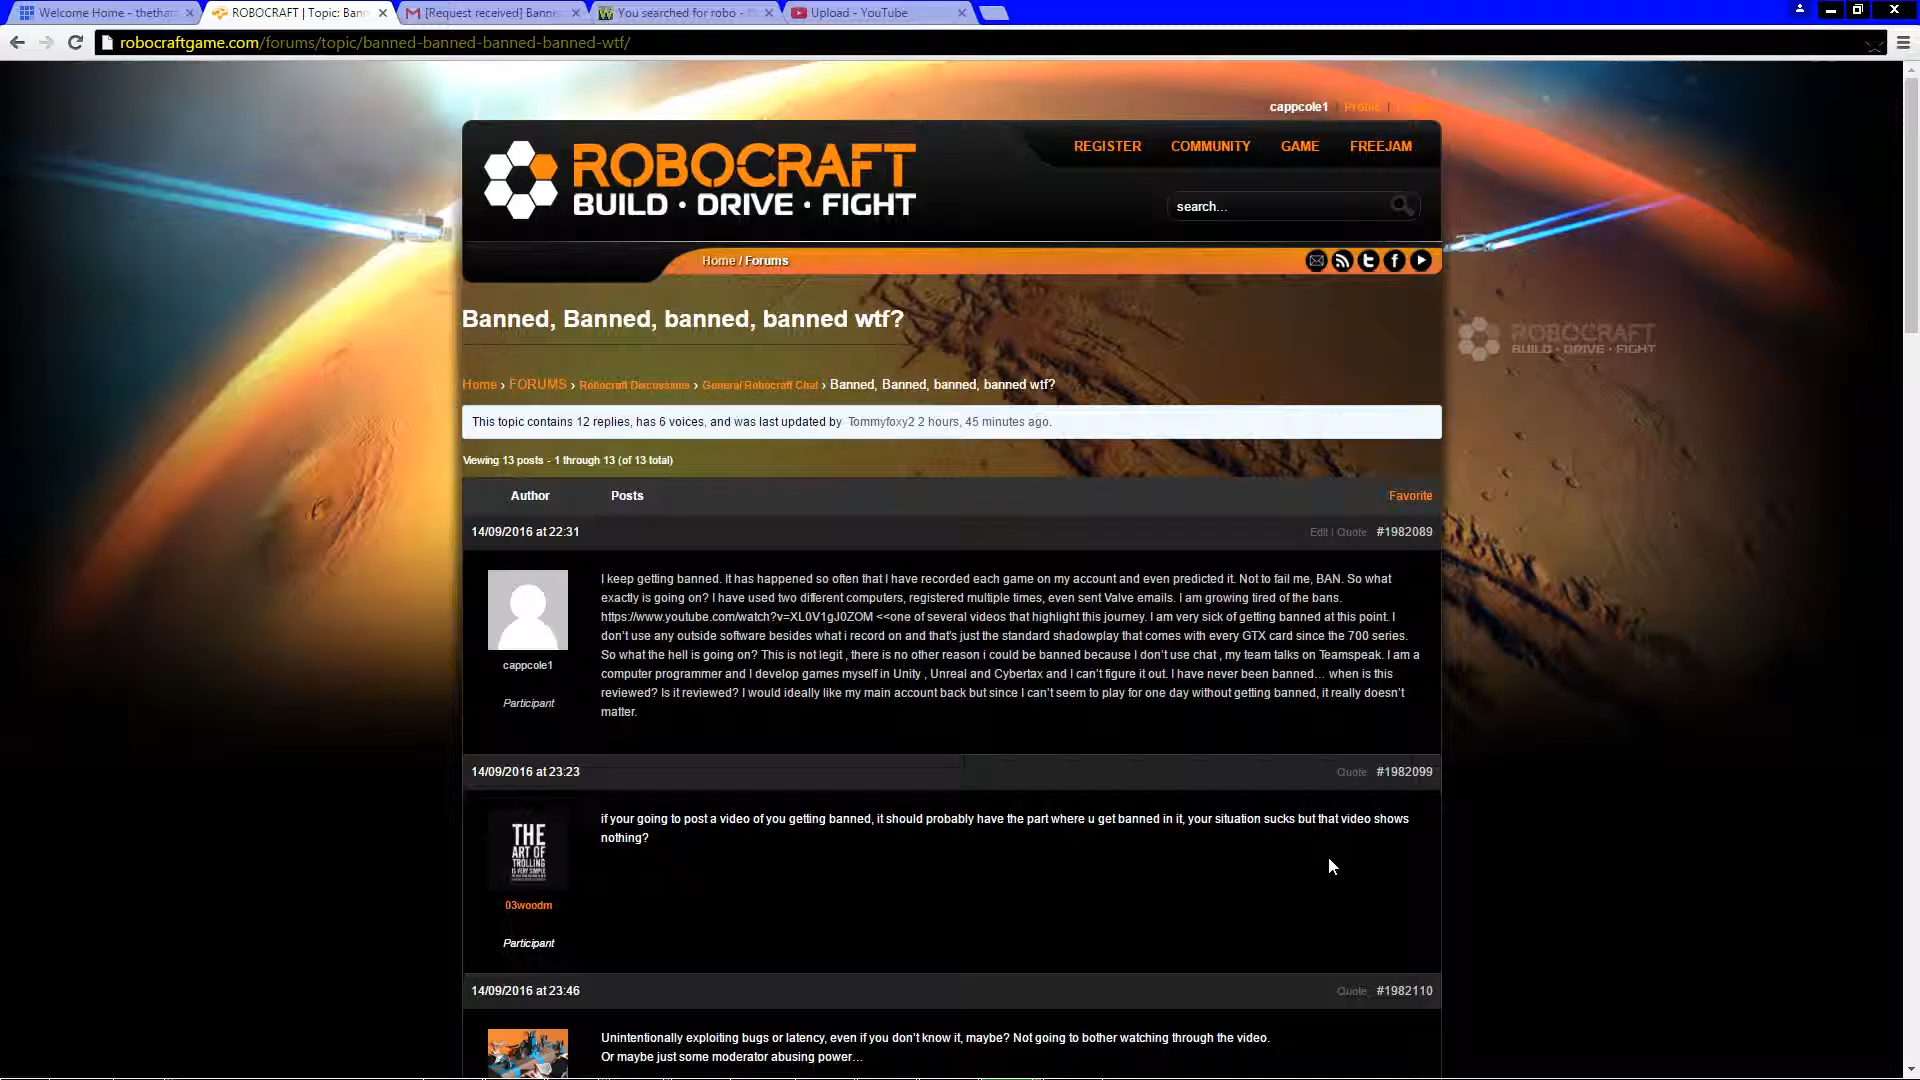 Welcome Home - thetha
ROBOCRAFT | Topic: Bann
[Request received] Banne
You searched for robo -
Upload - YouTube
robocraftgame.com/forums/topic/banned-banned-banned-banned-wtf/
cappcole1 | Profile |
ROBOCRAFT
BUILD · DRIVE · FIGHT
REGISTER COMMUNITY GAME FREEJAM
search...
Home / Forums
Banned, Banned, banned, banned wtf?
ROBOCRAFT
BUILD · DRIVE · FIGHT
Home › FORUMS › Robocraft Discussions › General Robocraft Chat › Banned, Banned, banned, banned wtf?
This topic contains 12 replies, has 6 voices, and was last updated by Tommyfoxy2 2 hours, 45 minutes ago.
Viewing 13 posts - 1 through 13 (of 13 total)
Author Posts Favorite
14/09/2016 at 22:31 Edit | Quote #1982089
I keep getting banned. It has happened so often that I have recorded each game on my account and even predicted it. Not to fail me, BAN. So what
exactly is going on? I have used two different computers, registered multiple times, even sent Valve emails. I am growing tired of the bans.
https://www.youtube.com/watch?v=XL0V1gJ0ZOM <<one of several videos that highlight this journey. I am very sick of getting banned at this point. I
don't use any outside software besides what i record on and that's just the standard shadowplay that comes with every GTX card since the 700 series.
So what the hell is going on? This is not legit , there is no other reason i could be banned because I don't use chat , my team talks on Teamspeak. I am a
computer programmer and I develop games myself in Unity , Unreal and Cybertax and I can't figure it out. I have never been banned… when is this
reviewed? Is it reviewed? I would ideally like my main account back but since I can't seem to play for one day without getting banned, it really doesn't
matter.
cappcole1
Participant
14/09/2016 at 23:23 Quote #1982099
if your going to post a video of you getting banned, it should probably have the part where u get banned in it, your situation sucks but that video shows
nothing?
THE
ART OF
TROLLING
IS VERY SIMPLE
03woodm
Participant
14/09/2016 at 23:46 Quote #1982110
Unintentionally exploiting bugs or latency, even if you don't know it, maybe? Not going to bother watching through the video.
Or maybe just some moderator abusing power…